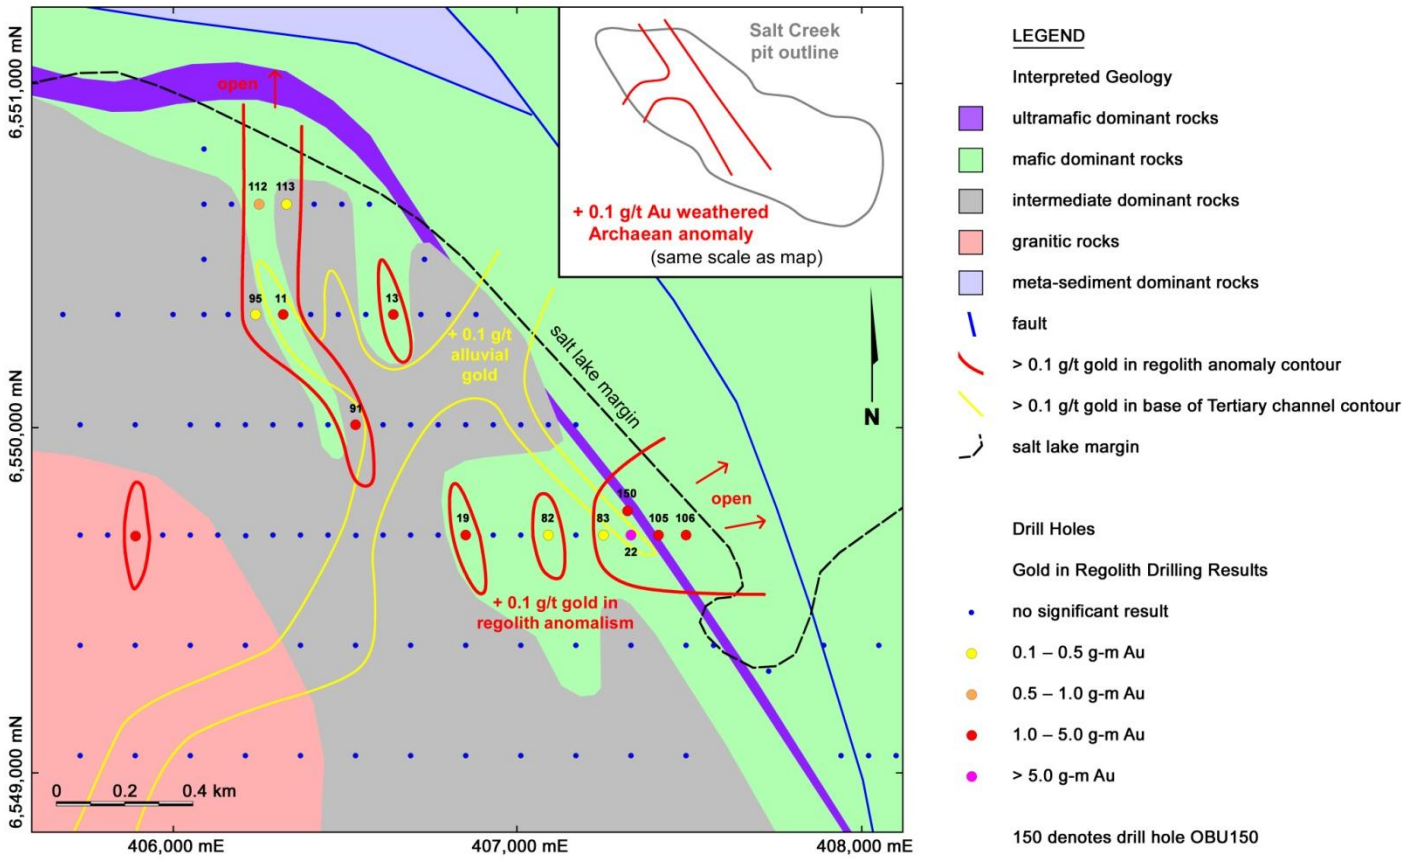 6,551,000 mN
6,550,000 mN
6,549,000 mN
open
112 113
95 11 13
+ 0.1 g/t
alluvial
gold
91
salt lake margin
150
19 82 83 105 106
22
open
+ 0.1 g/t gold in
regolith anomalism
0 0.2 0.4 km
406,000 mE
407,000 mE
408,000 mE
Salt Creek
pit outline
+ 0.1 g/t Au weathered
Archaean anomaly
(same scale as map)
N
LEGEND
Interpreted Geology
ultramafic dominant rocks
mafic dominant rocks
intermediate dominant rocks
granitic rocks
meta-sediment dominant rocks
fault
> 0.1 g/t gold in regolith anomaly contour
> 0.1 g/t gold in base of Tertiary channel contour
salt lake margin
Drill Holes
Gold in Regolith Drilling Results
no significant result
0.1 – 0.5 g-m Au
0.5 – 1.0 g-m Au
1.0 – 5.0 g-m Au
> 5.0 g-m Au
150 denotes drill hole OBU150